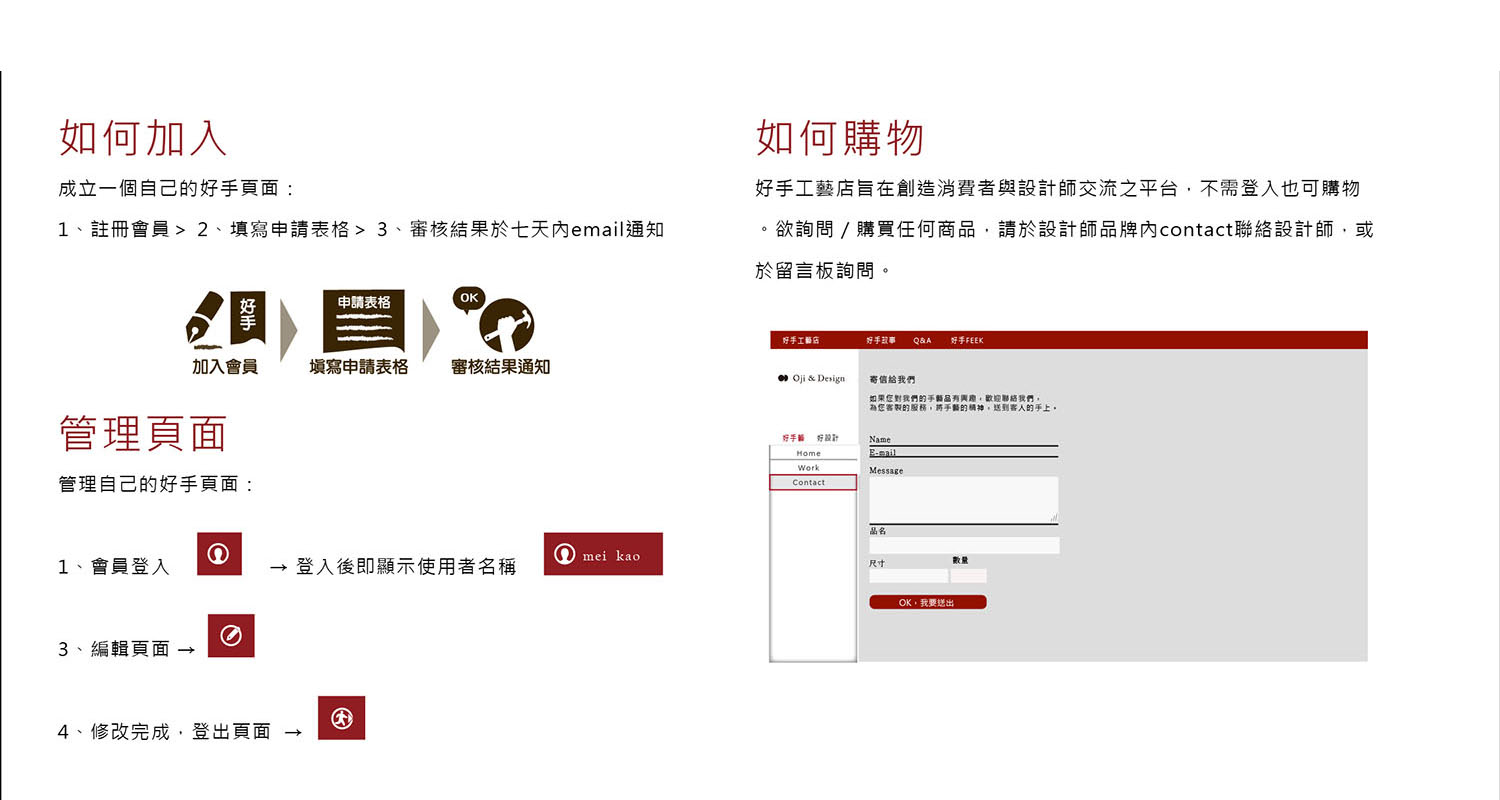 如何加入
成立一個自己的好手頁面：
1、註冊會員＞ 2、填寫申請表格＞ 3、審核結果於七天內email通知
好手
申請表格
OK
加入會員
填寫申請表格
審核結果通知
管理頁面
管理自己的好手頁面：
1、會員登入
→ 登入後即顯示使用者名稱
mei kao
3、編輯頁面 →
4、修改完成，登出頁面 →
如何購物
好手工藝店旨在創造消費者與設計師交流之平台，不需登入也可購物
。欲詢問 / 購買任何商品，請於設計師品牌內contact聯絡設計師，或
於留言板詢問。
好手工藝店 好手故事 Q&A 好手FEEK
Oji & Design
寄信給我們
如果您對我們的手藝品有興趣，歡迎聯絡我們，
為您客製的服務，將手藝的精神，送到客人的手上。
好手藝 好設計
Home
Work
Contact
Name
E-mail
Message
品名
尺寸
數量
OK，我要送出